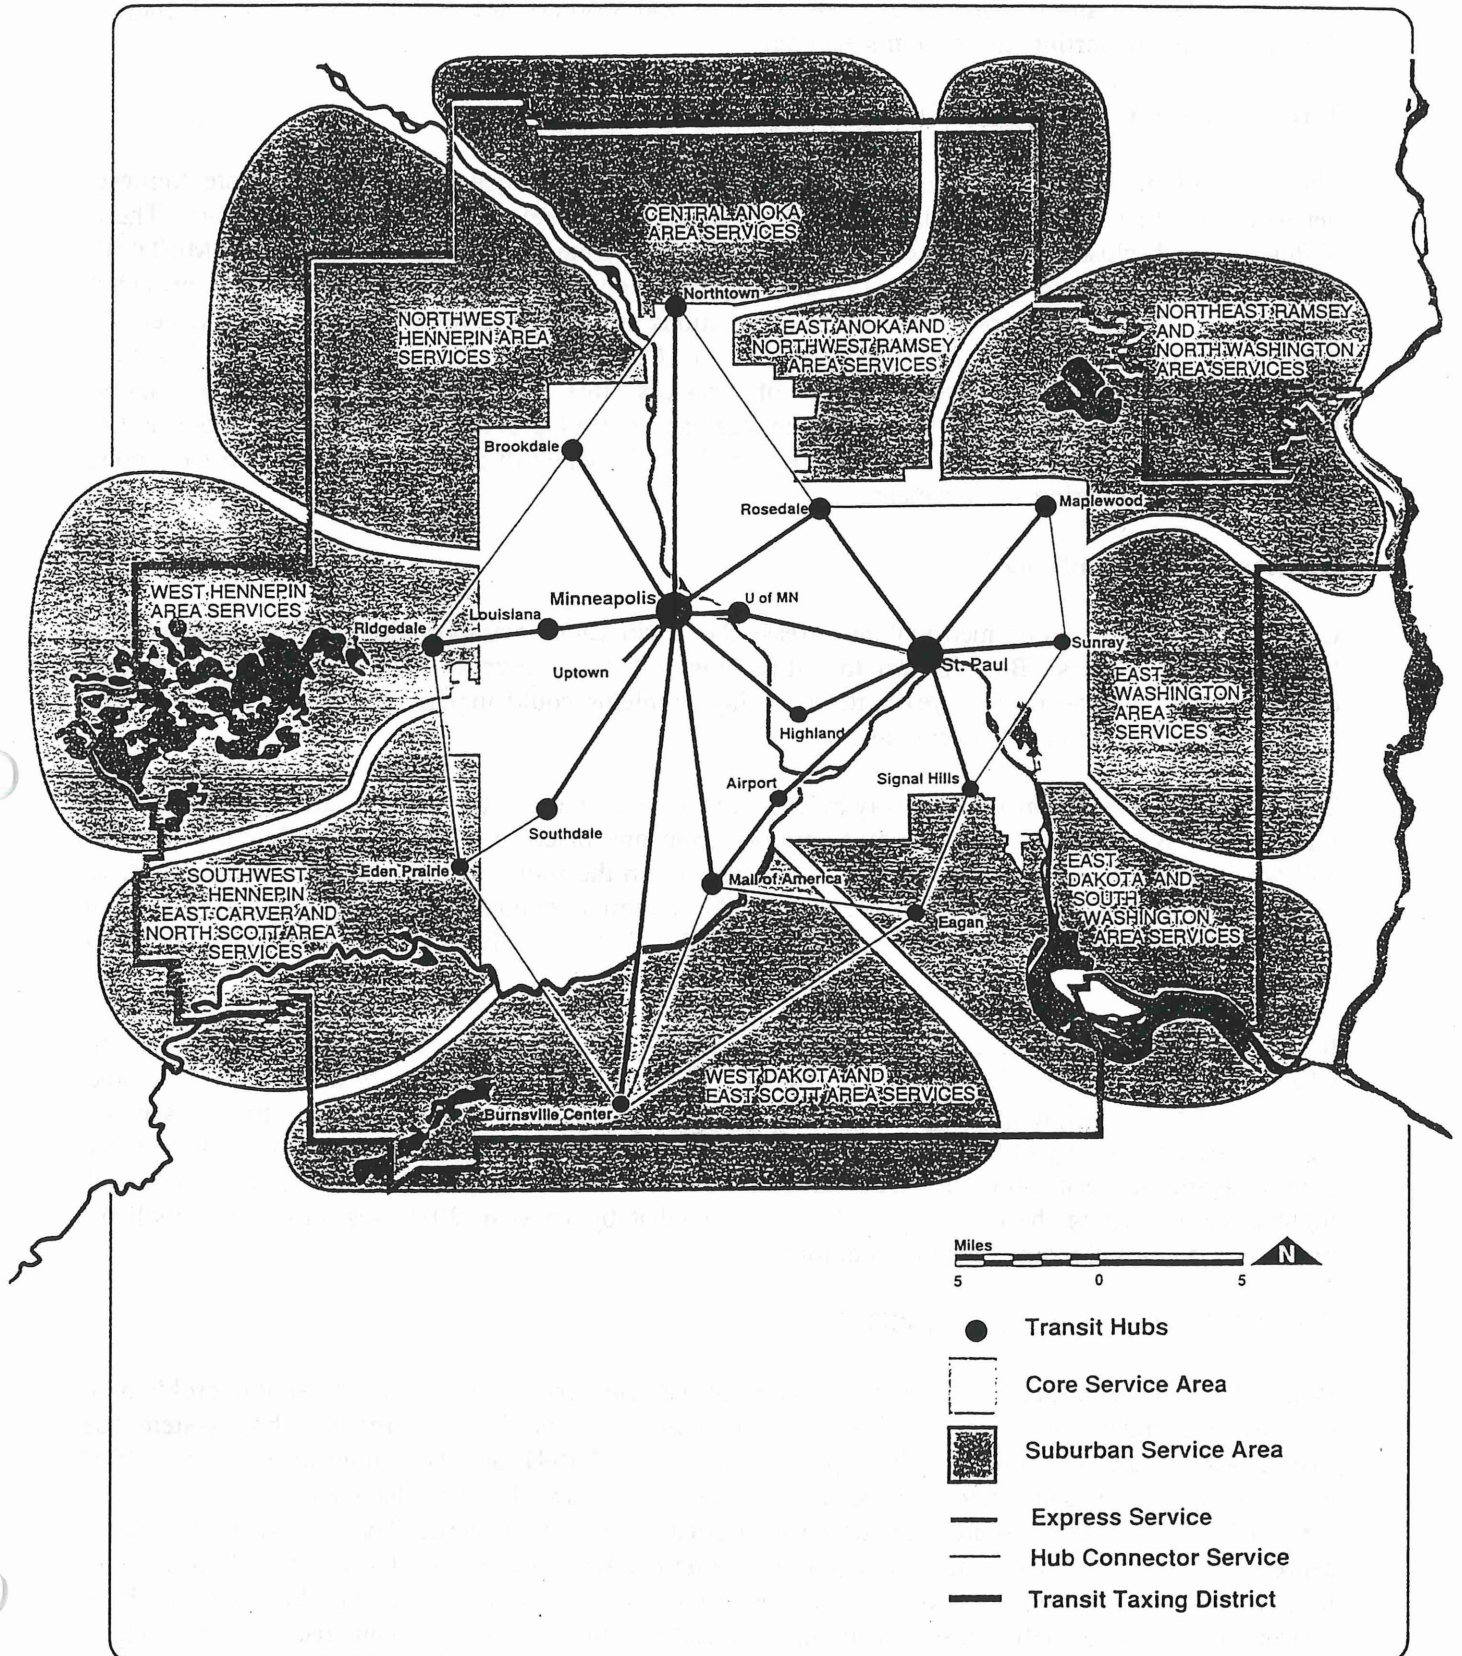 CENTRAL ANOKA
AREA SERVICES
Northtown
NORTHWEST
HENNEPIN AREA
SERVICES
EAST ANOKA AND
NORTHWEST RAMSEY
AREA SERVICES
NORTHEAST RAMSEY
AND
NORTH WASHINGTON
AREA SERVICES
Brookdale
Rosedale
Maplewood
WEST HENNEPIN
AREA SERVICES
Minneapolis
U of MN
Louisiana
Ridgedale
Uptown
St. Paul
Sunray
EAST
WASHINGTON
AREA
SERVICES
Highland
Airport
Signal Hills
Southdale
Eden Prairie
Mall of America
Eagan
SOUTHWEST
HENNEPIN
EAST CARVER AND
NORTH SCOTT AREA
SERVICES
EAST
DAKOTA AND
SOUTH
WASHINGTON
AREA SERVICES
WEST DAKOTA AND
EAST SCOTT AREA SERVICES
Burnsville Center
Miles
N
5 0 5
Transit Hubs
Core Service Area
Suburban Service Area
Express Service
Hub Connector Service
Transit Taxing District